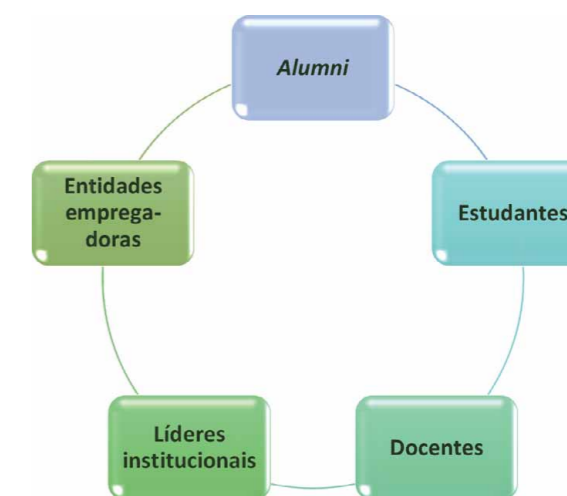 Alumni
Entidades
emprega-
doras
Estudantes
Líderes
institucionais
Docentes